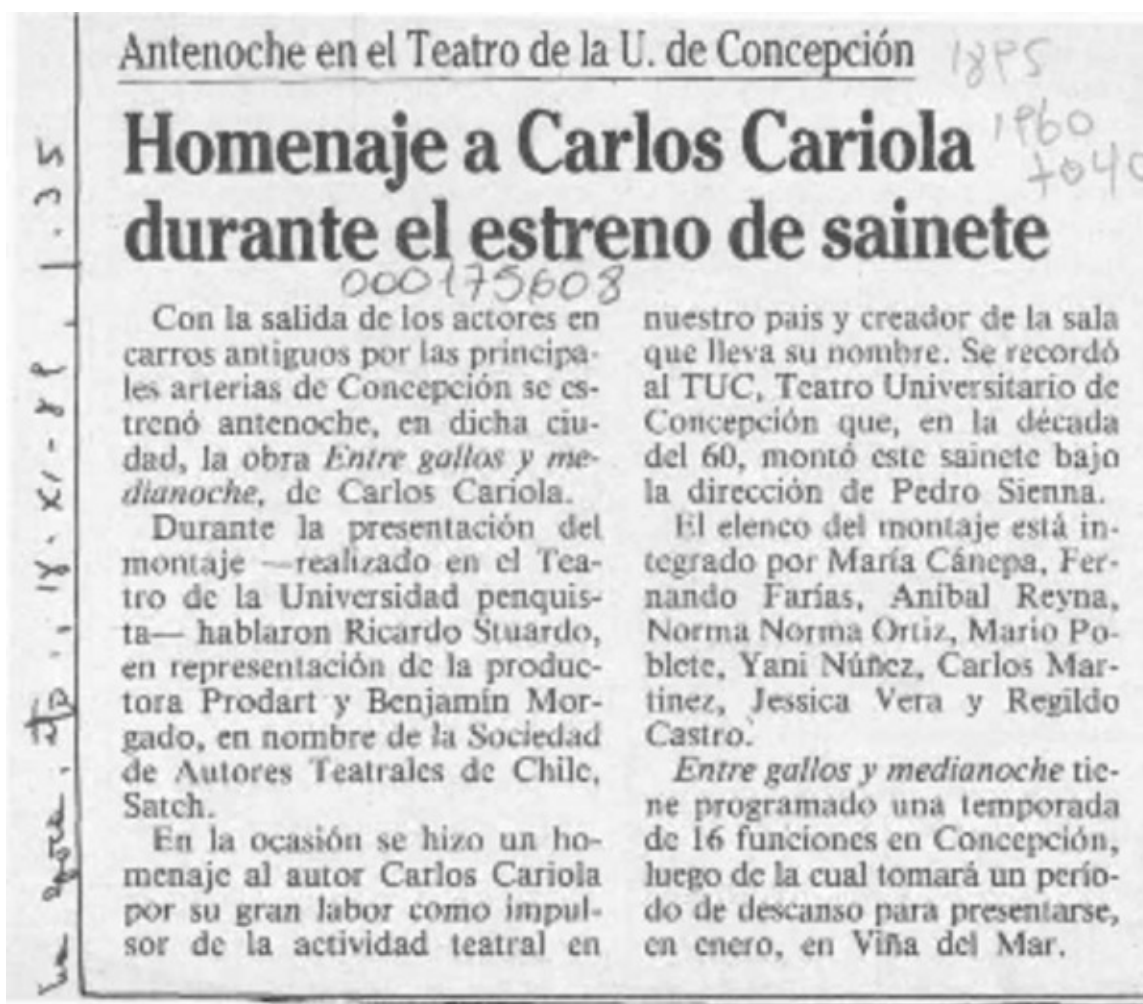 Antenoche en el Teatro de la U. de Concepción
1895
1960
Homenaje a Carlos Cariola
durante el estreno de sainete
000175608
Con la salida de los actores en
carros antiguos por las principa-
les arterias de Concepción se es-
trenó antenoche, en dicha ciu-
dad, la obra Entre gallos y me-
dianoche, de Carlos Cariola.
Durante la presentación del
montaje —realizado en el Tea-
tro de la Universidad penquis-
ta— hablaron Ricardo Stuardo,
en representación de la produc-
tora Prodart y Benjamín Mor-
gado, en nombre de la Sociedad
de Autores Teatrales de Chile,
Satch.
En la ocasión se hizo un ho-
menaje al autor Carlos Cariola
por su gran labor como impul-
sor de la actividad teatral en
nuestro pais y creador de la sala
que lleva su nombre. Se recordó
al TUC, Teatro Universitario de
Concepción que, en la década
del 60, montó este sainete bajo
la dirección de Pedro Sienna.
El elenco del montaje está in-
tegrado por María Cánepa, Fer-
nando Farías, Aníbal Reyna,
Norma Norma Ortiz, Mario Po-
blete, Yani Núñez, Carlos Mar-
tínez, Jessica Vera y Regildo
Castro.
Entre gallos y medianoche tie-
ne programado una temporada
de 16 funciones en Concepción,
luego de la cual tomará un perío-
do de descanso para presentarse,
en enero, en Viña del Mar.
18-XI-89 1.35